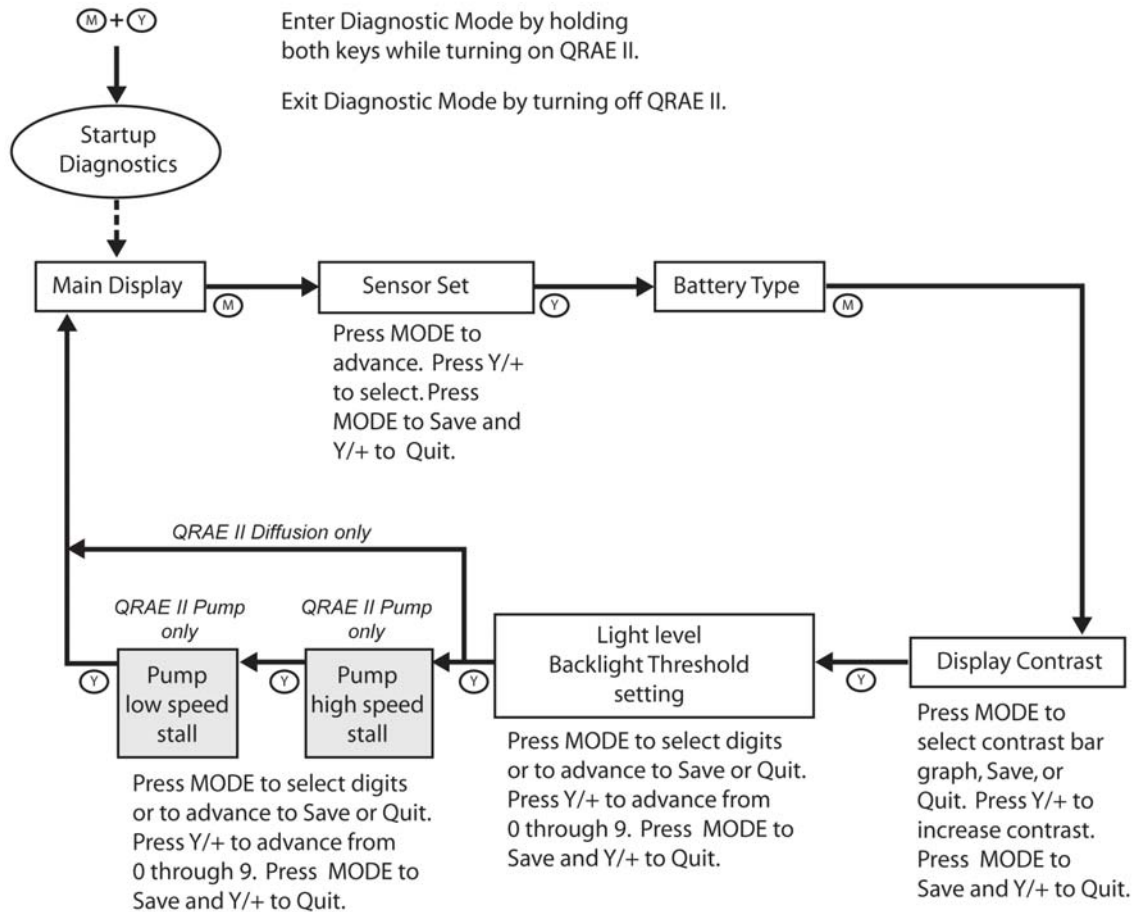 M + Y
Enter Diagnostic Mode by holding
both keys while turning on QRAE II.
Exit Diagnostic Mode by turning off QRAE II.
Startup
Diagnostics
Main Display
M
Sensor Set
Y
Battery Type
M
Press MODE to
advance. Press Y/+
to select. Press
MODE to Save and
Y/+ to Quit.
QRAE II Diffusion only
QRAE II Pump
only
Pump
low speed
stall
Y
QRAE II Pump
only
Pump
high speed
stall
Y
Light level
Backlight Threshold
setting
Y
Display Contrast
Y
Press MODE to select digits
or to advance to Save or Quit.
Press Y/+ to advance from
0 through 9. Press MODE to
Save and Y/+ to Quit.
Press MODE to select digits
or to advance to Save or Quit.
Press Y/+ to advance from
0 through 9. Press MODE to
Save and Y/+ to Quit.
Press MODE to
select contrast bar
graph, Save, or
Quit. Press Y/+ to
increase contrast.
Press MODE to
Save and Y/+ to Quit.